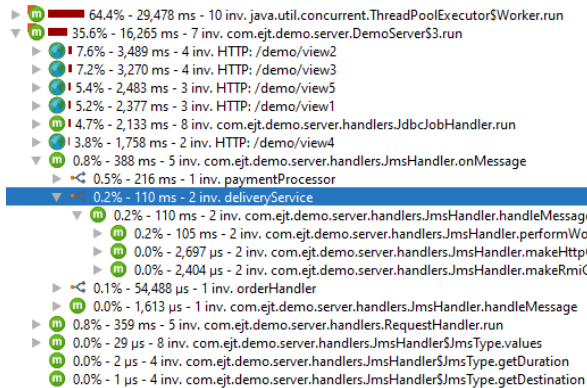 64.4% - 29,478 ms - 10 inv. java.util.concurrent.ThreadPoolExecutor$Worker.run
35.6% - 16,265 ms - 7 inv. com.ejt.demo.server.DemoServer$3.run
7.6% - 3,489 ms - 4 inv. HTTP: /demo/view2
7.2% - 3,270 ms - 4 inv. HTTP: /demo/view3
5.4% - 2,483 ms - 3 inv. HTTP: /demo/view5
5.2% - 2,377 ms - 3 inv. HTTP: /demo/view1
4.7% - 2,133 ms - 8 inv. com.ejt.demo.server.handlers.JdbcJobHandler.run
3.8% - 1,758 ms - 2 inv. HTTP: /demo/view4
0.8% - 388 ms - 5 inv. com.ejt.demo.server.handlers.JmsHandler.onMessage
0.5% - 216 ms - 1 inv. paymentProcessor
0.2% - 110 ms - 2 inv. deliveryService
0.2% - 110 ms - 2 inv. com.ejt.demo.server.handlers.JmsHandler.handleMessage
0.2% - 105 ms - 2 inv. com.ejt.demo.server.handlers.JmsHandler.performWo
0.0% - 2,697 µs - 2 inv. com.ejt.demo.server.handlers.JmsHandler.makeHttp
0.0% - 2,404 µs - 2 inv. com.ejt.demo.server.handlers.JmsHandler.makeRmi
0.1% - 54,488 µs - 1 inv. orderHandler
0.0% - 1,613 µs - 1 inv. com.ejt.demo.server.handlers.JmsHandler.handleMessage
0.8% - 359 ms - 5 inv. com.ejt.demo.server.handlers.RequestHandler.run
0.0% - 29 µs - 8 inv. com.ejt.demo.server.handlers.JmsHandler$JmsType.values
0.0% - 2 µs - 4 inv. com.ejt.demo.server.handlers.JmsHandler$JmsType.getDuration
0.0% - 1 µs - 4 inv. com.ejt.demo.server.handlers.JmsHandler$JmsType.getDestination